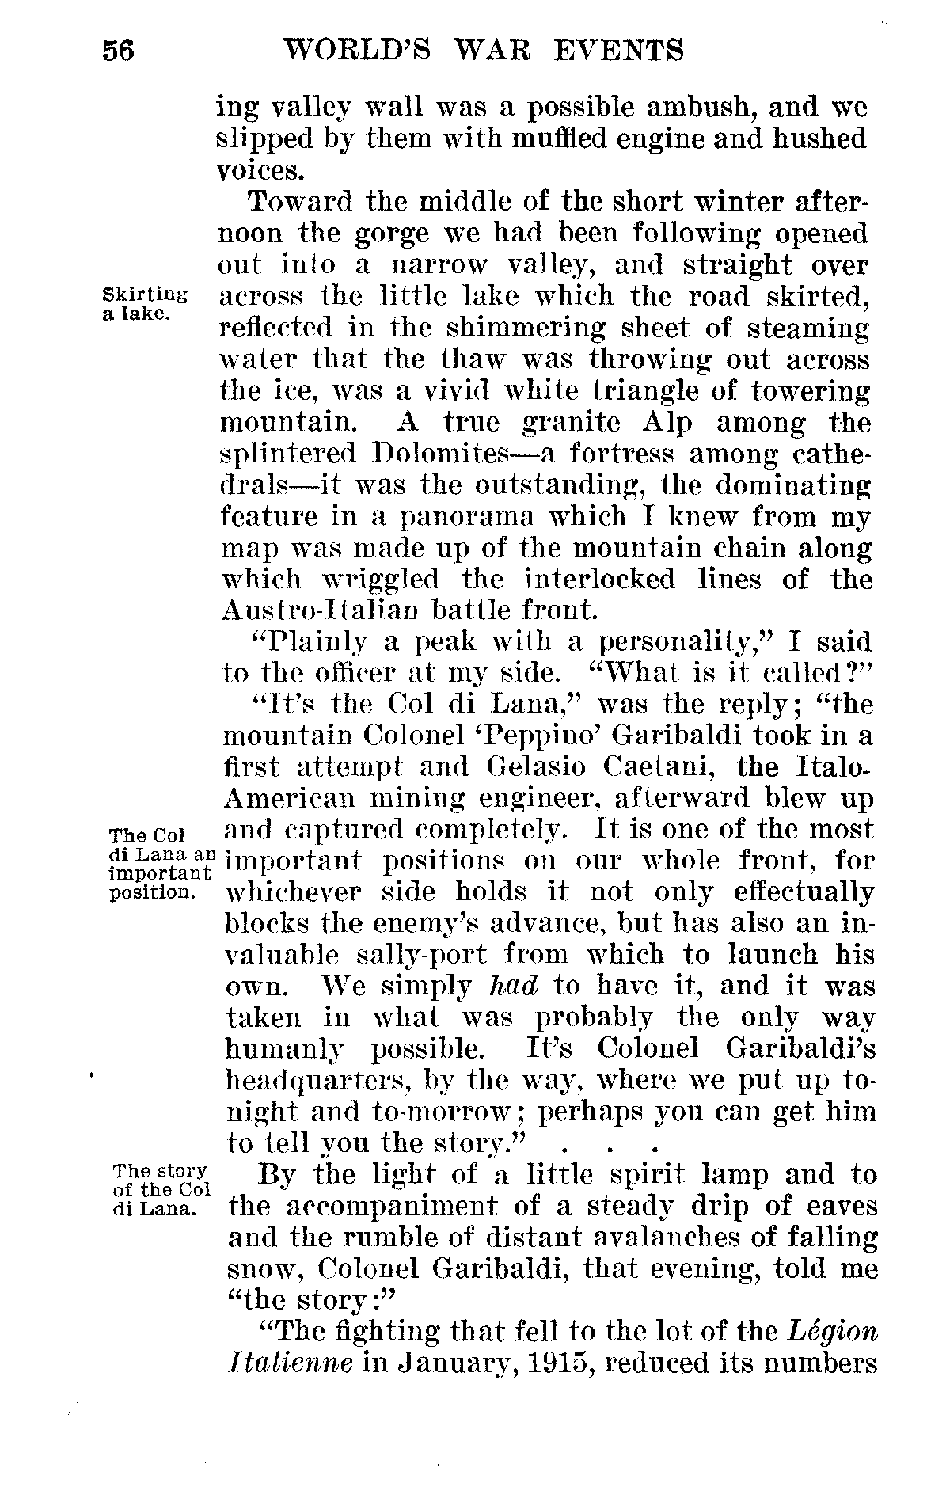 56 WORLD'S WAR EVENTS
ing valley wall was a possible ambush, and we
slipped by them with muffled engine and hushed
voices.
Toward the middle of the short winter after-
noon the gorge we had been following opened
out into a narrow valley, and straight over
Skirting
a lake.
across the little lake which the road skirted,
reflected in the shimmering sheet of steaming
water that the thaw was throwing out across
the ice, was a vivid white triangle of towering
mountain. A true granite Alp among the
splintered Dolomites—a fortress among cathe-
drals—it was the outstanding, the dominating
feature in a panorama which I knew from my
map was made up of the mountain chain along
which wriggled the interlocked lines of the
Austro-Italian battle front.
"Plainly a peak with a personality," I said
to the officer at my side. "What is it called?"
"It's the Col di Lana," was the reply; "the
mountain Colonel 'Peppino' Garibaldi took in a
first attempt and Gelasio Caetani, the Italo-
American mining engineer, afterward blew up
The Col
di Lana an
important
position.
and captured completely. It is one of the most
important positions on our whole front, for
whichever side holds it not only effectually
blocks the enemy's advance, but has also an in-
valuable sally-port from which to launch his
own. We simply had to have it, and it was
taken in what was probably the only way
humanly possible. It's Colonel Garibaldi's
headquarters, by the way, where we put up to-
night and to-morrow; perhaps you can get him
to tell you the story." . . .
The story
of the Col
di Lana.
By the light of a little spirit lamp and to
the accompaniment of a steady drip of eaves
and the rumble of distant avalanches of falling
snow, Colonel Garibaldi, that evening, told me
"the story:"
"The fighting that fell to the lot of the Légion
Italienne in January, 1915, reduced its numbers